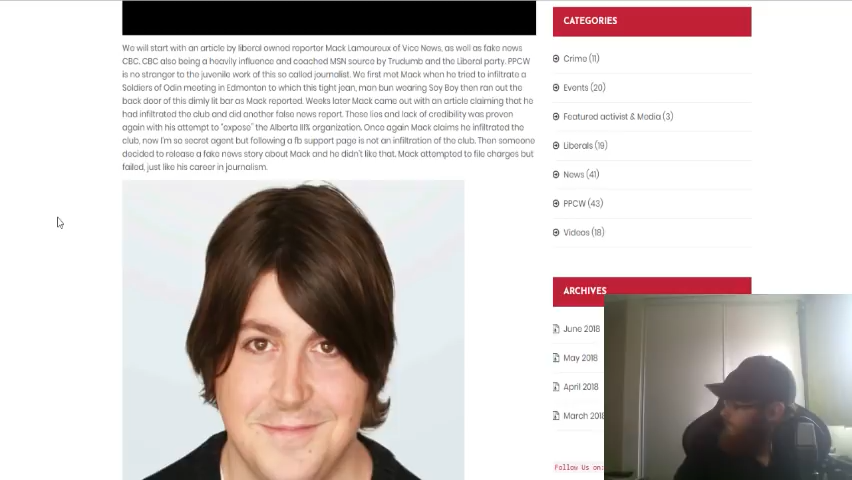 We will start with an article by liberal owned reporter Mack Lamoureux of Vice News, as well as fake news
CBC. CBC also being a heavily influence and coached MSN source by Trudumb and the Liberal party. PPCW
is no stranger to the juvenile work of this so called journalist. We first met Mack when he tried to infiltrate a
Soldiers of Odin meeting in Edmonton to which this tight jean, man bun wearing Soy Boy then ran out the
back door of this dimly lit bar as Mack reported. Weeks later Mack came out with an article claiming that he
had infiltrated the club and did another false news report. These lies and lack of credibility was proven
again with his attempt to "expose" the Alberta III% organization. Once again Mack claims he infiltrated the
club, now I'm so secret agent but following a fb support page is not an infiltration of the club. Then someone
decided to release a fake news story about Mack and he didn't like that. Mack attempted to file charges but
failed, just like his career in journalism.
CATEGORIES
Crime (11)
Events (20)
Featured activist & Media (3)
Liberals (19)
News (41)
PPCW (43)
Videos (18)
ARCHIVES
June 2018
May 2018
April 2018
March 2018
Follow Us on: